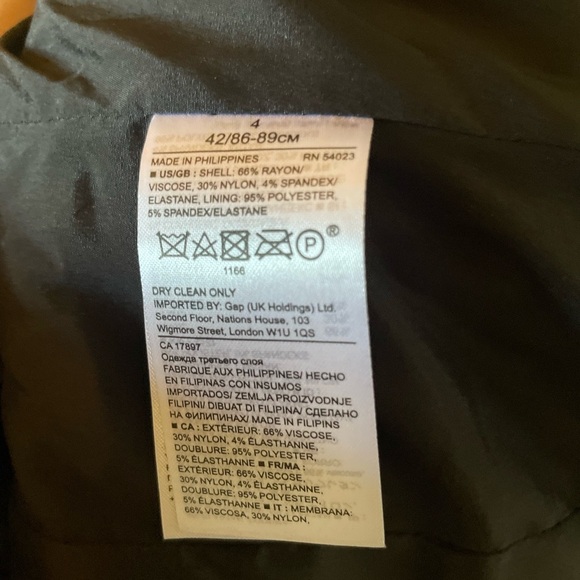 4
42/86-89CM
MADE IN PHILIPPINES RN 54023
■ US/GB : SHELL: 66% RAYON/
VISCOSE, 30% NYLON, 4% SPANDEX/
ELASTANE, LINING: 95% POLYESTER,
5% SPANDEX/ELASTANE
P ®
1166
DRY CLEAN ONLY
IMPORTED BY: Gap (UK Holdings) Ltd.
Second Floor, Nations House, 103
Wigmore Street, London W1U 1QS
CA 17897
Одежда третьего слоя
FABRIQUE AUX PHILIPPINES/ HECHO
EN FILIPINAS CON INSUMOS
IMPORTADOS/ ZEMLJA PROIZVODNJE
FILIPINI/ DIBUAT DI FILIPINA/ СДЕЛАНО
НА ФИЛИПИНАХ/ MADE IN FILIPINS
■ CA : EXTÉRIEUR: 66% VISCOSE,
30% NYLON, 4% ÉLASTHANNE,
DOUBLURE: 95% POLYESTER,
5% ÉLASTHANNE ■ FR/MA :
EXTÉRIEUR: 66% VISCOSE,
30% NYLON, 4% ÉLASTHANNE,
DOUBLURE: 95% POLYESTER,
5% ÉLASTHANNE ■ IT : MEMBRANA:
66% VISCOSA, 30% NYLON,